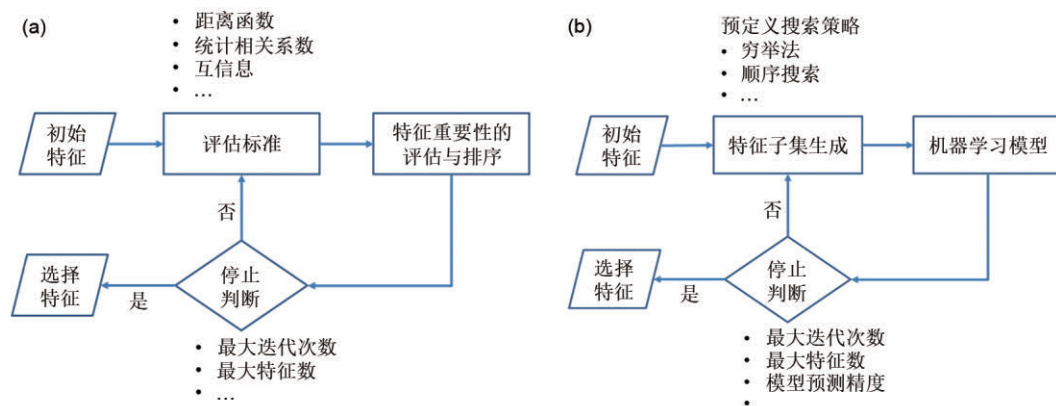 (a)
• 距离函数
• 统计相关系数
• 互信息
• …
初始
特征
评估标准
特征重要性的
评估与排序
否
选择
特征
是
停止
判断
• 最大迭代次数
• 最大特征数
• …
(b)
预定义搜索策略
• 穷举法
• 顺序搜索
• …
初始
特征
特征子集生成
机器学习模型
否
选择
特征
是
停止
判断
• 最大迭代次数
• 最大特征数
• 模型预测精度
•